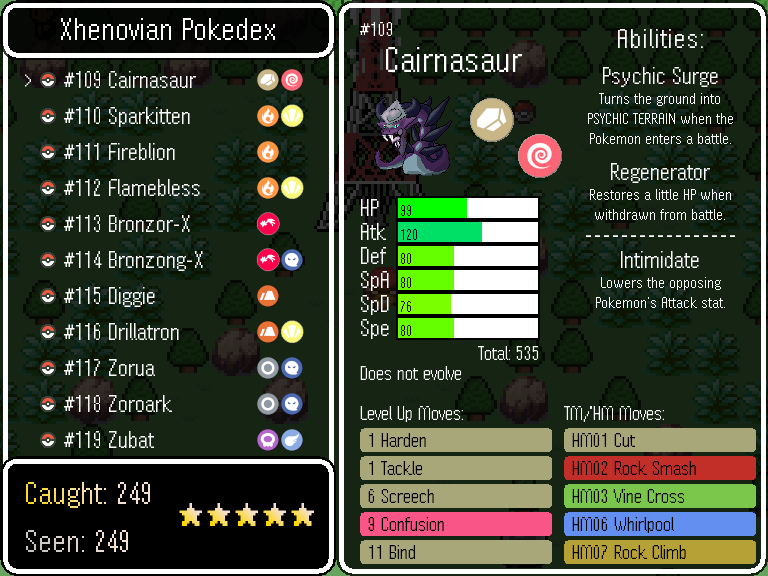 Xhenovian Pokedex
#109 Cairnasaur
#110 Sparkitten
#111 Fireblion
#112 Flamebless
#113 Bronzor-X
#114 Bronzong-X
#115 Diggie
#116 Drillatron
#117 Zorua
#118 Zoroark
#119 Zubat
Caught: 249
Seen: 249
#109
Cairnasaur
HP 99
Atk 120
Def 80
SpA 80
SpD 76
Spe 80
Total: 535
Does not evolve
Abilities:
Psychic Surge
Turns the ground into
PSYCHIC TERRAIN when the
Pokemon enters a battle.
Regenerator
Restores a little HP when
withdrawn from battle.
Intimidate
Lowers the opposing
Pokemon's Attack stat.
Level Up Moves:
1 Harden
1 Tackle
6 Screech
9 Confusion
11 Bind
TM/HM Moves:
HM01 Cut
HM02 Rock Smash
HM03 Vine Cross
HM06 Whirlpool
HM07 Rock Climb